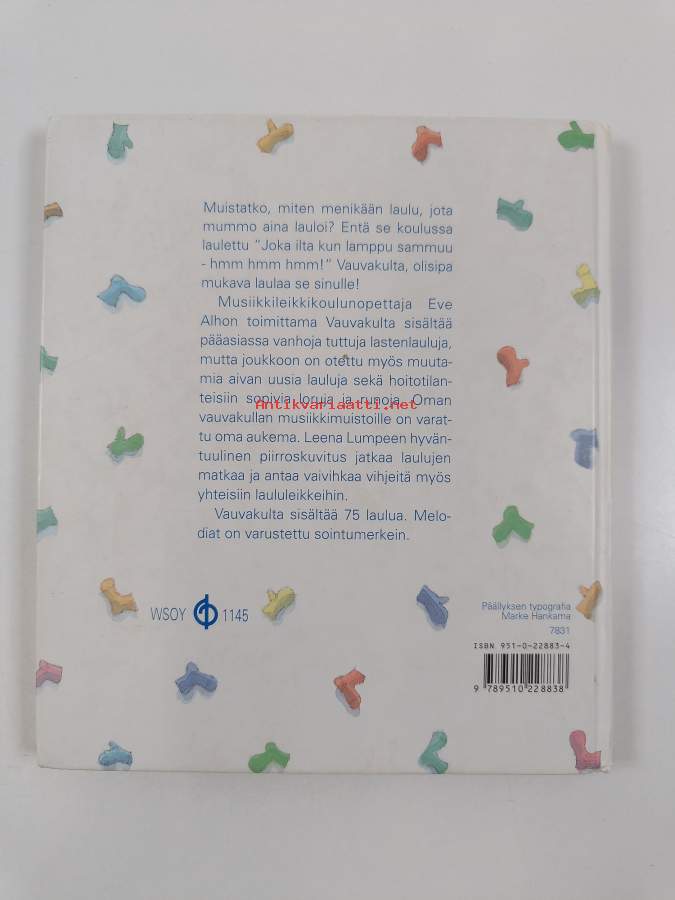 Muistatko, miten menikään laulu, jota
mummo aina lauloi? Entä se koulussa
laulettu "Joka ilta kun lamppu sammuu
- hmm hmm hmm!" Vauvakulta, olisipa
mukava laulaa se sinulle!
Musiikkileikkikoulunopettaja Eve
Alhon toimittama Vauvakulta sisältää
pääasiassa vanhoja tuttuja lastenlauluja,
mutta joukkoon on otettu myös muuta-
mia aivan uusia lauluja sekä hoitotilan-
teisiin sopivia loruja ja runoja. Oman
Antikvariaatti.net
vauvakullan musiikkimuistoille on varat-
tu oma aukema. Leena Lumpeen hyvän-
tuulinen piirroskuvitus jatkaa laulujen
matkaa ja antaa vaivihkaa vihjeitä myös
yhteisiin laululeikkeihin.
Vauvakulta sisältää 75 laulua. Melo-
diat on varustettu sointumerkein.
WSOY 1145
Päällyksen typografia
Marke Hankama
7831
ISBN 951-0-22883-4
9 789510 228838